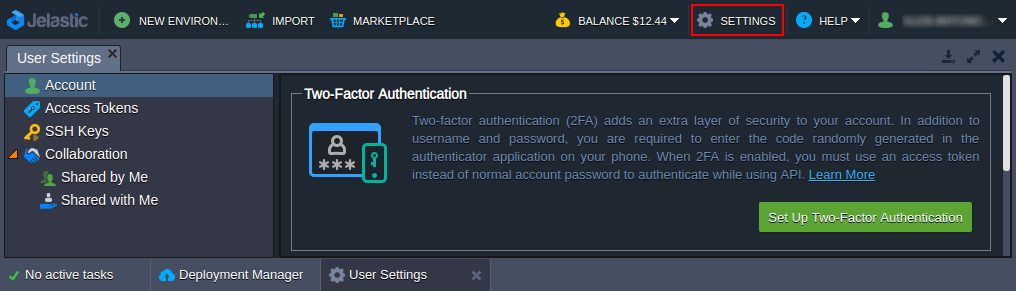 Jelastic NEW ENVIRON... IMPORT MARKETPLACE BALANCE $12.44 SETTINGS HELP
User Settings
Account
Access Tokens
SSH Keys
Collaboration
Shared by Me
Shared with Me
Two-Factor Authentication
Two-factor authentication (2FA) adds an extra layer of security to your account. In addition to
username and password, you are required to enter the code randomly generated in the
authenticator application on your phone. When 2FA is enabled, you must use an access token
instead of normal account password to authenticate while using API. Learn More
Set Up Two-Factor Authentication
No active tasks Deployment Manager User Settings